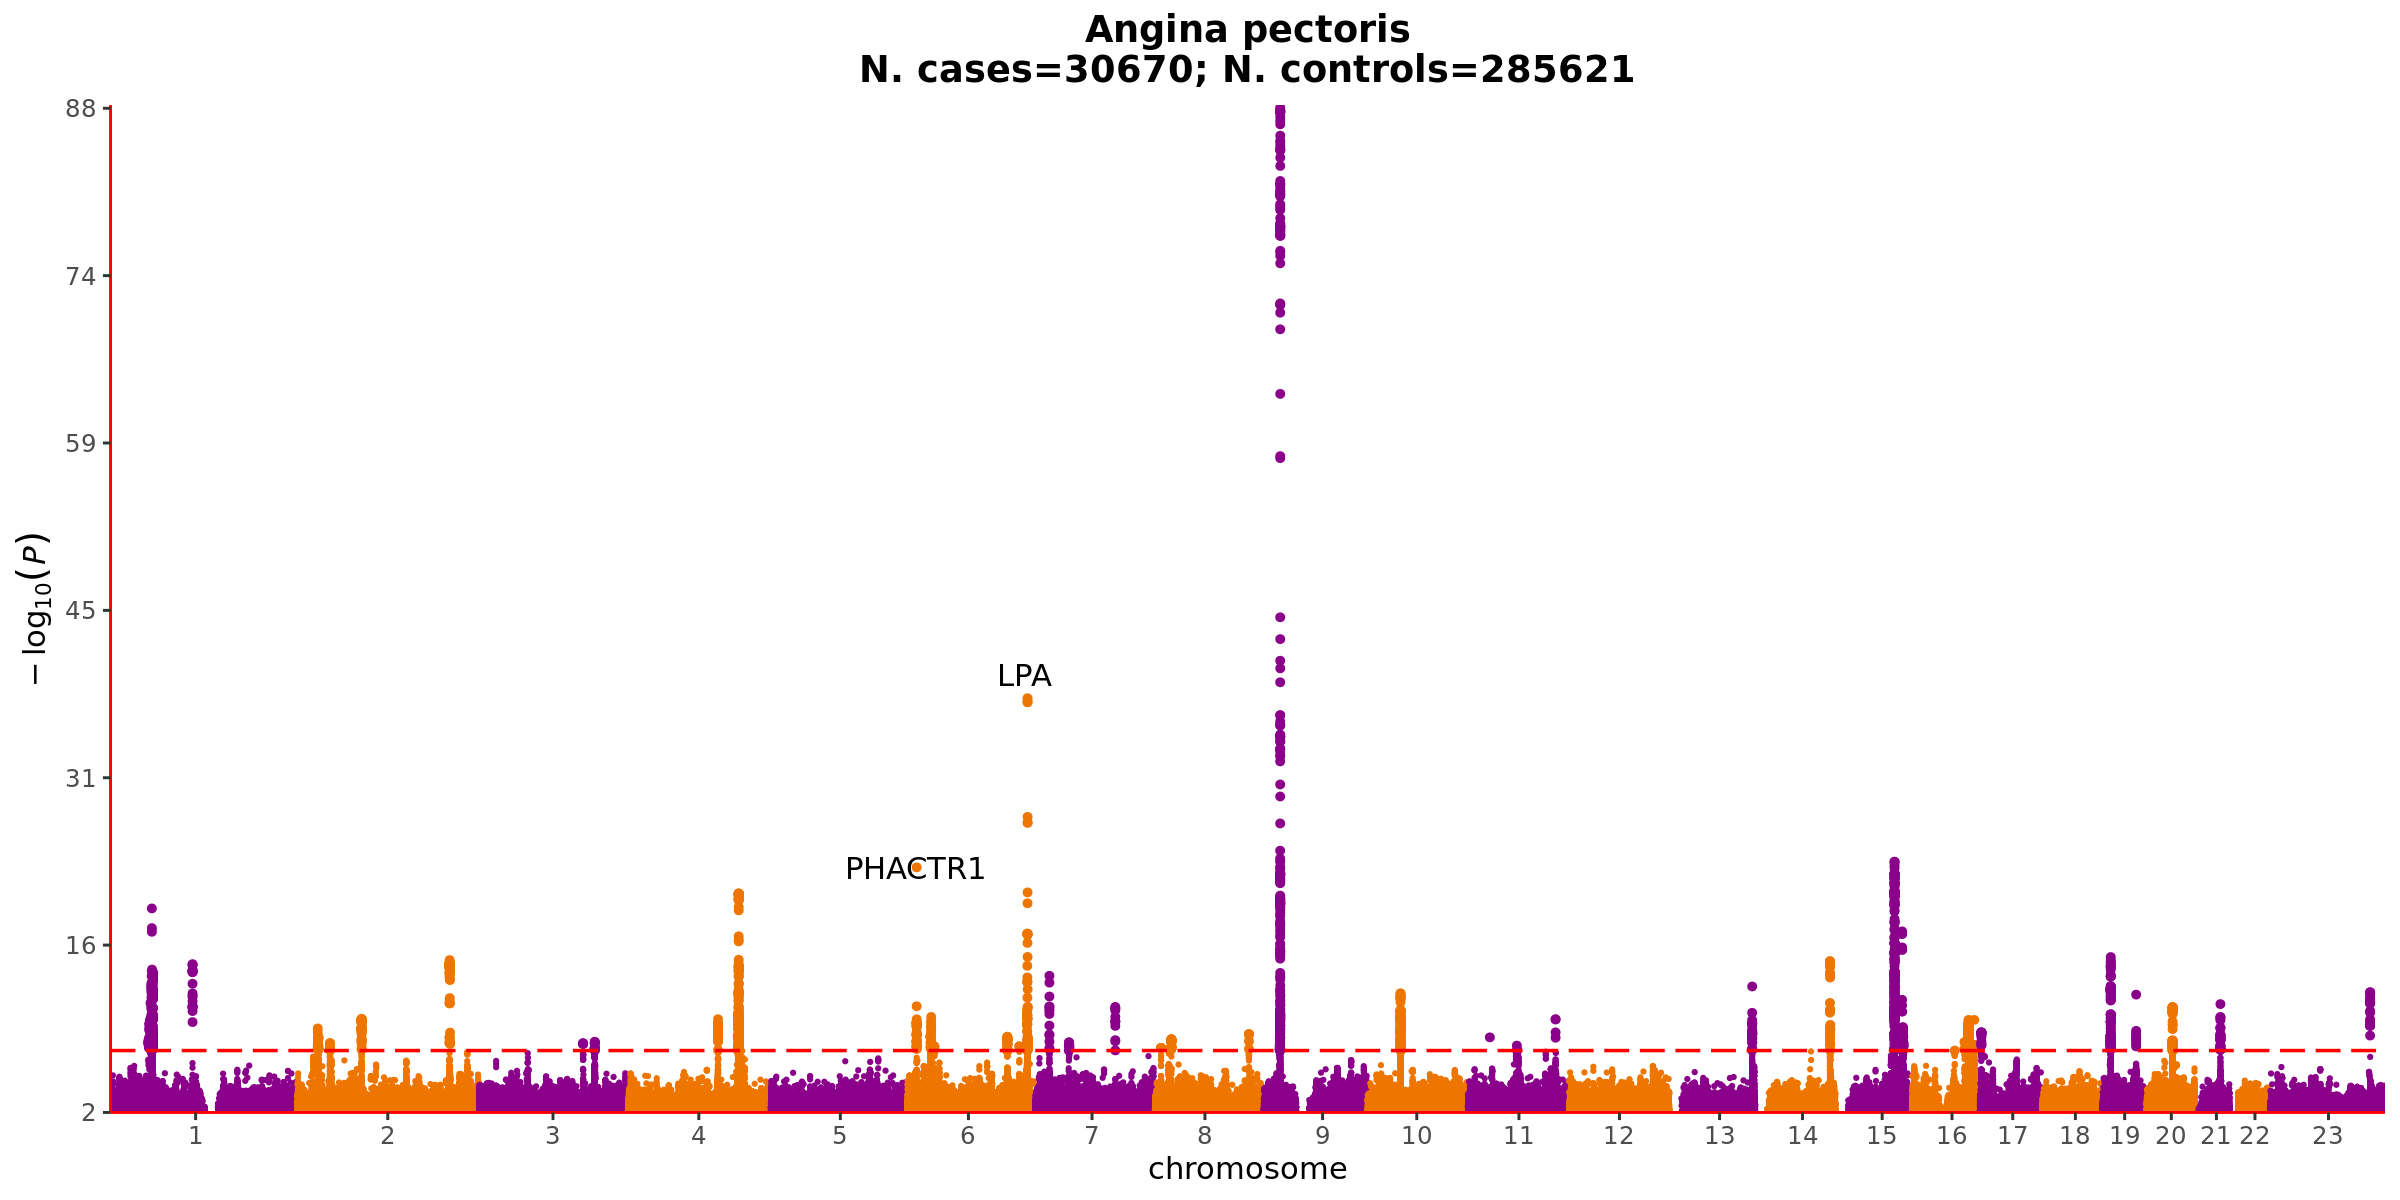 Angina pectoris
N. cases=30670; N. controls=285621
88
74
59
45
31
16
2
−log10(P)
LPA
PHACTR1
1 2 3 4 5 6 7 8 9 10 11 12 13 14 15 16 17 18 19 20 21 22 23
chromosome